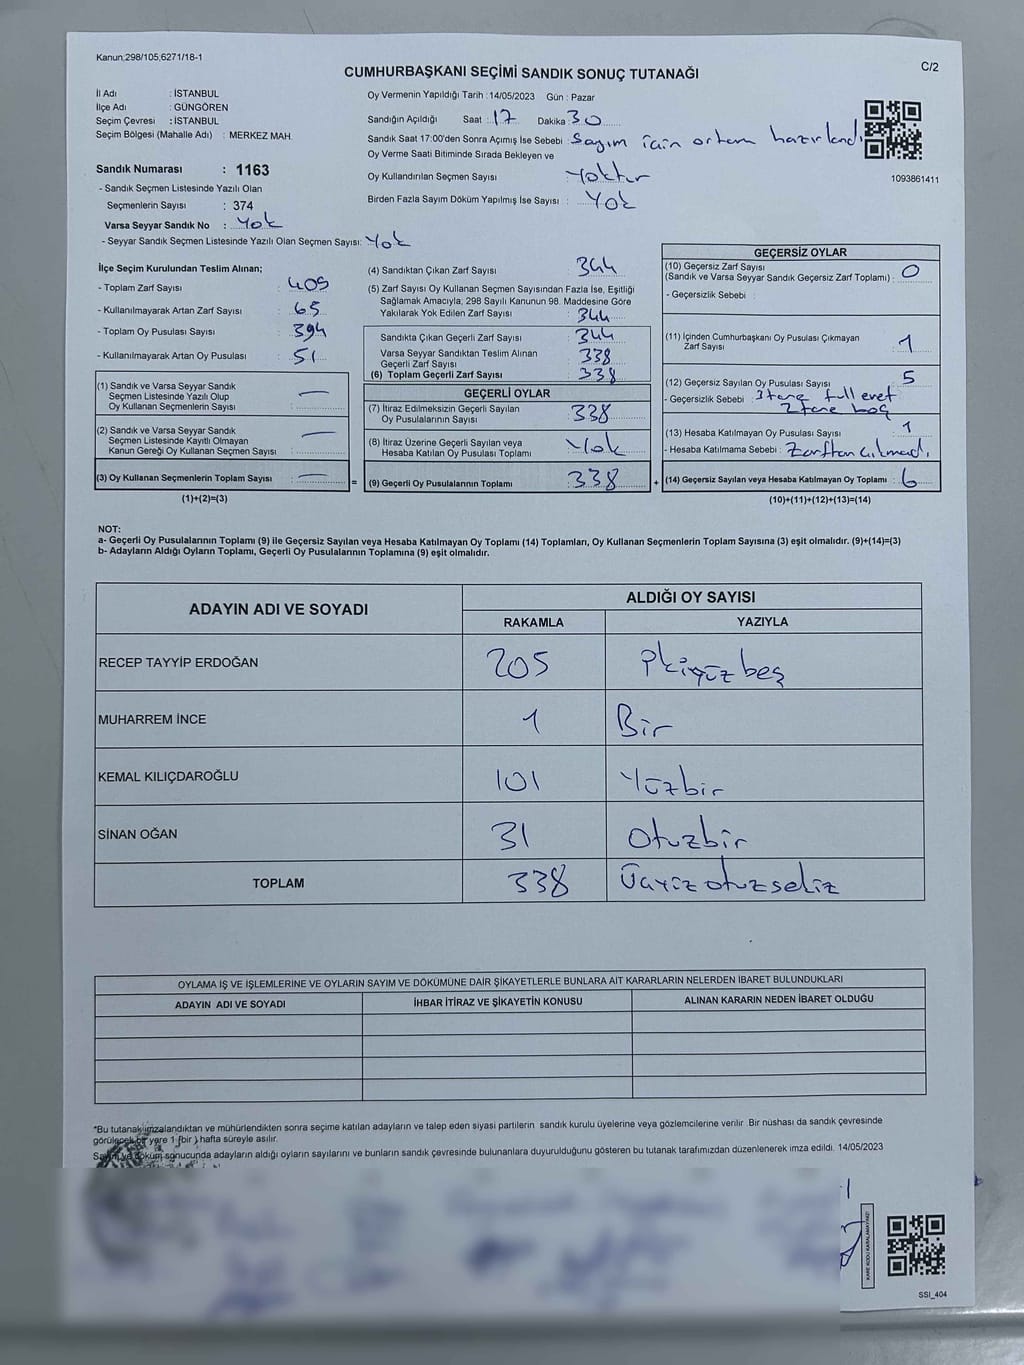 Kanun;298/105,6271/18-1
C/2
CUMHURBAŞKANI SEÇİMİ SANDIK SONUÇ TUTANAĞI
İl Adı : İSTANBUL
İlçe Adı : GÜNGÖREN
Seçim Çevresi : İSTANBUL
Seçim Bölgesi (Mahalle Adı) : MERKEZ MAH.
Oy Vermenin Yapıldığı Tarih : 14/05/2023 Gün : Pazar
Sandığın Açıldığı Saat : 17 Dakika : 30
Sandık Saat 17:00'den Sonra Açımış İse Sebebi : Sayım için ortam hazırlandı
Oy Verme Saati Bitiminde Sırada Bekleyen ve
Oy Kullandırılan Seçmen Sayısı : Yoktur
Birden Fazla Sayım Döküm Yapılmış İse Sayısı : Yok
1093861411
Sandık Numarası : 1163
- Sandık Seçmen Listesinde Yazılı Olan
Seçmenlerin Sayısı : 374
Varsa Seyyar Sandık No : Yok
- Seyyar Sandık Seçmen Listesinde Yazılı Olan Seçmen Sayısı: Yok
İlçe Seçim Kurulundan Teslim Alınan;
- Toplam Zarf Sayısı : 409
- Kullanılmayarak Artan Zarf Sayısı : 65
- Toplam Oy Pusulası Sayısı : 394
- Kullanılmayarak Artan Oy Pusulası : 51
(1) Sandık ve Varsa Seyyar Sandık
Seçmen Listesinde Yazılı Olup
Oy Kullanan Seçmenlerin Sayısı : —
(2) Sandık ve Varsa Seyyar Sandık
Seçmen Listesinde Kayıtlı Olmayan
Kanun Gereği Oy Kullanan Seçmen Sayısı : —
(3) Oy Kullanan Seçmenlerin Toplam Sayısı : —
(1)+(2)=(3)
(4) Sandıktan Çıkan Zarf Sayısı : 344
(5) Zarf Sayısı Oy Kullanan Seçmen Sayısından Fazla İse, Eşitliği
Sağlamak Amacıyla, 298 Sayılı Kanunun 98. Maddesine Göre
Yakılarak Yok Edilen Zarf Sayısı : 344
Sandıkta Çıkan Geçerli Zarf Sayısı : 344
Varsa Seyyar Sandıktan Teslim Alınan
Geçerli Zarf Sayısı : 338
(6) Toplam Geçerli Zarf Sayısı : 338
GEÇERLİ OYLAR
(7) İtiraz Edilmeksizin Geçerli Sayılan
Oy Pusulalarının Sayısı : 338
(8) İtiraz Üzerine Geçerli Sayılan veya
Hesaba Katılan Oy Pusulası Toplamı : Yok
= (9) Geçerli Oy Pusulalarının Toplamı : 338 +
GEÇERSİZ OYLAR
(10) Geçersiz Zarf Sayısı
(Sandık ve Varsa Seyyar Sandık Geçersiz Zarf Toplamı) : 0
- Geçersizlik Sebebi :
(11) İçinden Cumhurbaşkanı Oy Pusulası Çıkmayan
Zarf Sayısı : 1
(12) Geçersiz Sayılan Oy Pusulası Sayısı : 5
- Geçersizlik Sebebi : 3 tane full evet
2 tane boş
(13) Hesaba Katılmayan Oy Pusulası Sayısı : 1
- Hesaba Katılmama Sebebi : Zarftan çıkmadı
(14) Geçersiz Sayılan veya Hesaba Katılmayan Oy Toplamı : 6
(10)+(11)+(12)+(13)=(14)
NOT:
a- Geçerli Oy Pusulalarının Toplamı (9) ile Geçersiz Sayılan veya Hesaba Katılmayan Oy Toplamı (14) Toplamları, Oy Kullanan Seçmenlerin Toplam Sayısına (3) eşit olmalıdır. (9)+(14)=(3)
b- Adayların Aldığı Oyların Toplamı, Geçerli Oy Pusulalarının Toplamına (9) eşit olmalıdır.
ADAYIN ADI VE SOYADI ALDIĞI OY SAYISI
RAKAMLA YAZIYLA
RECEP TAYYİP ERDOĞAN 205 İkiyüzbeş
MUHARREM İNCE 1 Bir
KEMAL KILIÇDAROĞLU 101 Yüzbir
SİNAN OĞAN 31 Otuzbir
TOPLAM 338 Üçyüzotuzsekiz
OYLAMA İŞ VE İŞLEMLERİNE VE OYLARIN SAYIM VE DÖKÜMÜNE DAİR ŞİKAYETLERLE BUNLARA AİT KARARLARIN NELERDEN İBARET BULUNDUKLARI
ADAYIN ADI VE SOYADI İHBAR İTİRAZ VE ŞİKAYETİN KONUSU ALINAN KARARIN NEDEN İBARET OLDUĞU
*Bu tutanak imzalandıktan ve mühürlendikten sonra seçime katılan adayların ve talep eden siyasi partilerin sandık kurulu üyelerine veya gözlemcilerine verilir. Bir nüshası da sandık çevresinde
görülecek bir yere 1 (bir) hafta süreyle asılır.
Sayım ve döküm sonucunda adayların aldığı oyların sayılarını ve bunların sandık çevresinde bulunanlara duyurulduğunu gösteren bu tutanak tarafımızdan düzenlenerek imza edildi. 14/05/2023
KARE KODU KARALAMAYINIZ!
SSI_404